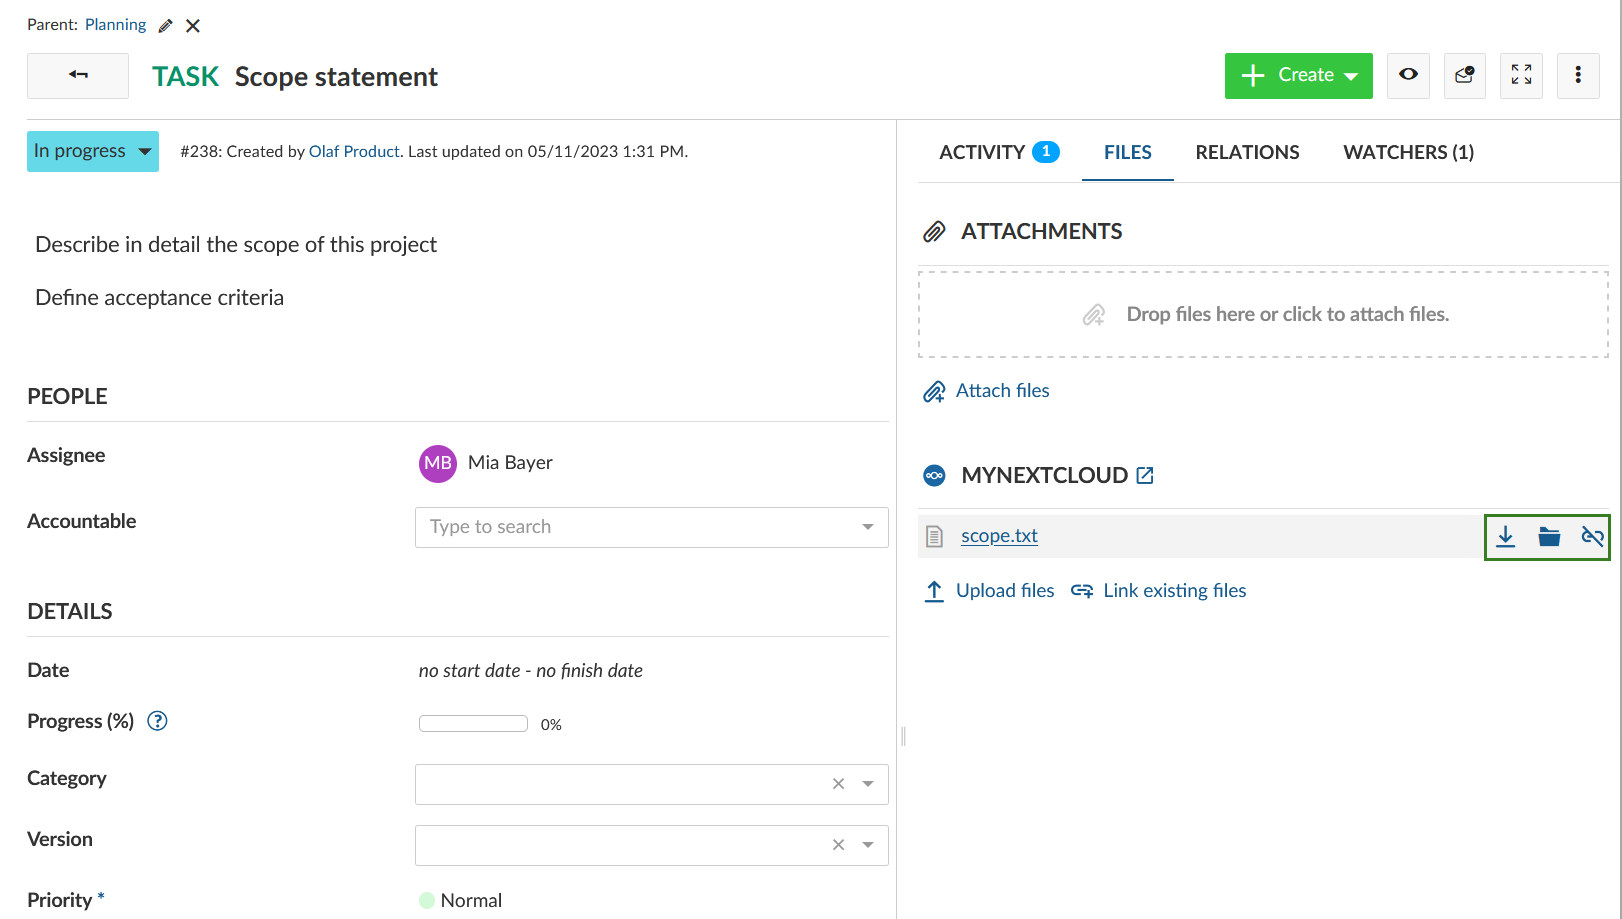 Parent: Planning
TASK Scope statement
Create
In progress
#238: Created by Olaf Product. Last updated on 05/11/2023 1:31 PM.
Describe in detail the scope of this project
Define acceptance criteria
PEOPLE
Assignee
MB Mia Bayer
Accountable
Type to search
DETAILS
Date
no start date - no finish date
Progress (%) ?
0%
Category
Version
Priority *
Normal
ACTIVITY 1 FILES RELATIONS WATCHERS (1)
ATTACHMENTS
Drop files here or click to attach files.
Attach files
MYNEXTCLOUD
scope.txt
Upload files Link existing files